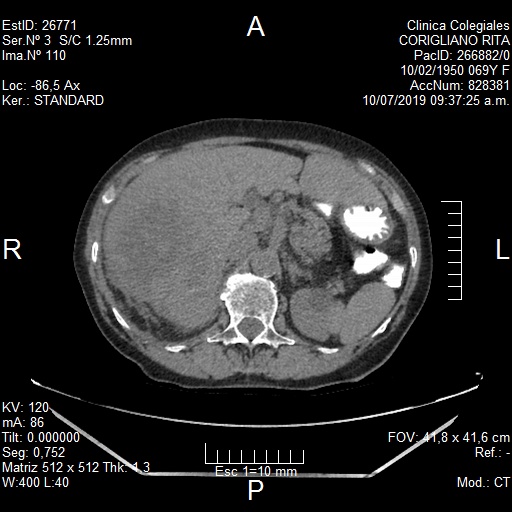 EstID: 26771
Ser.Nº 3 S/C 1.25mm
Ima.Nº 110
Loc: -86,5 Ax
Ker.: STANDARD
A
Clinica Colegiales
CORIGLIANO RITA
PacID: 266882/0
10/02/1950 069Y F
AccNum: 828381
10/07/2019 09:37:25 a.m.
R
L
KV: 120
mA: 86
Tilt: 0.000000
Seg: 0,752
Matriz 512 x 512 Thk: 1.3
W:400 L:40
Esc 1=10 mm
P
FOV: 41,8 x 41,6 cm
Ref.: -
Mod.: CT